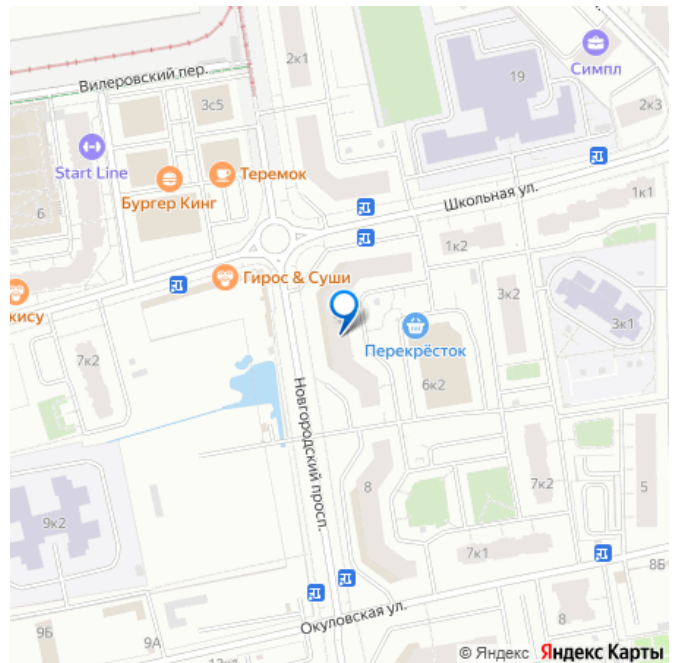 2к1
Симпл
Вилеровский пер.
19
3с5
2к3
Start Line
Теремок
Бургер Кинг
Школьная ул.
1к1
6
1к2
Гирос & Суши
кису
3к2
3к1
Перекрёсток
7к2
6к2
Новгородский просп.
8
7к2
5
9к2
7к1
8Б
Окуловская ул.
8
9Б
9А
© Яндекс Яндекс Карты